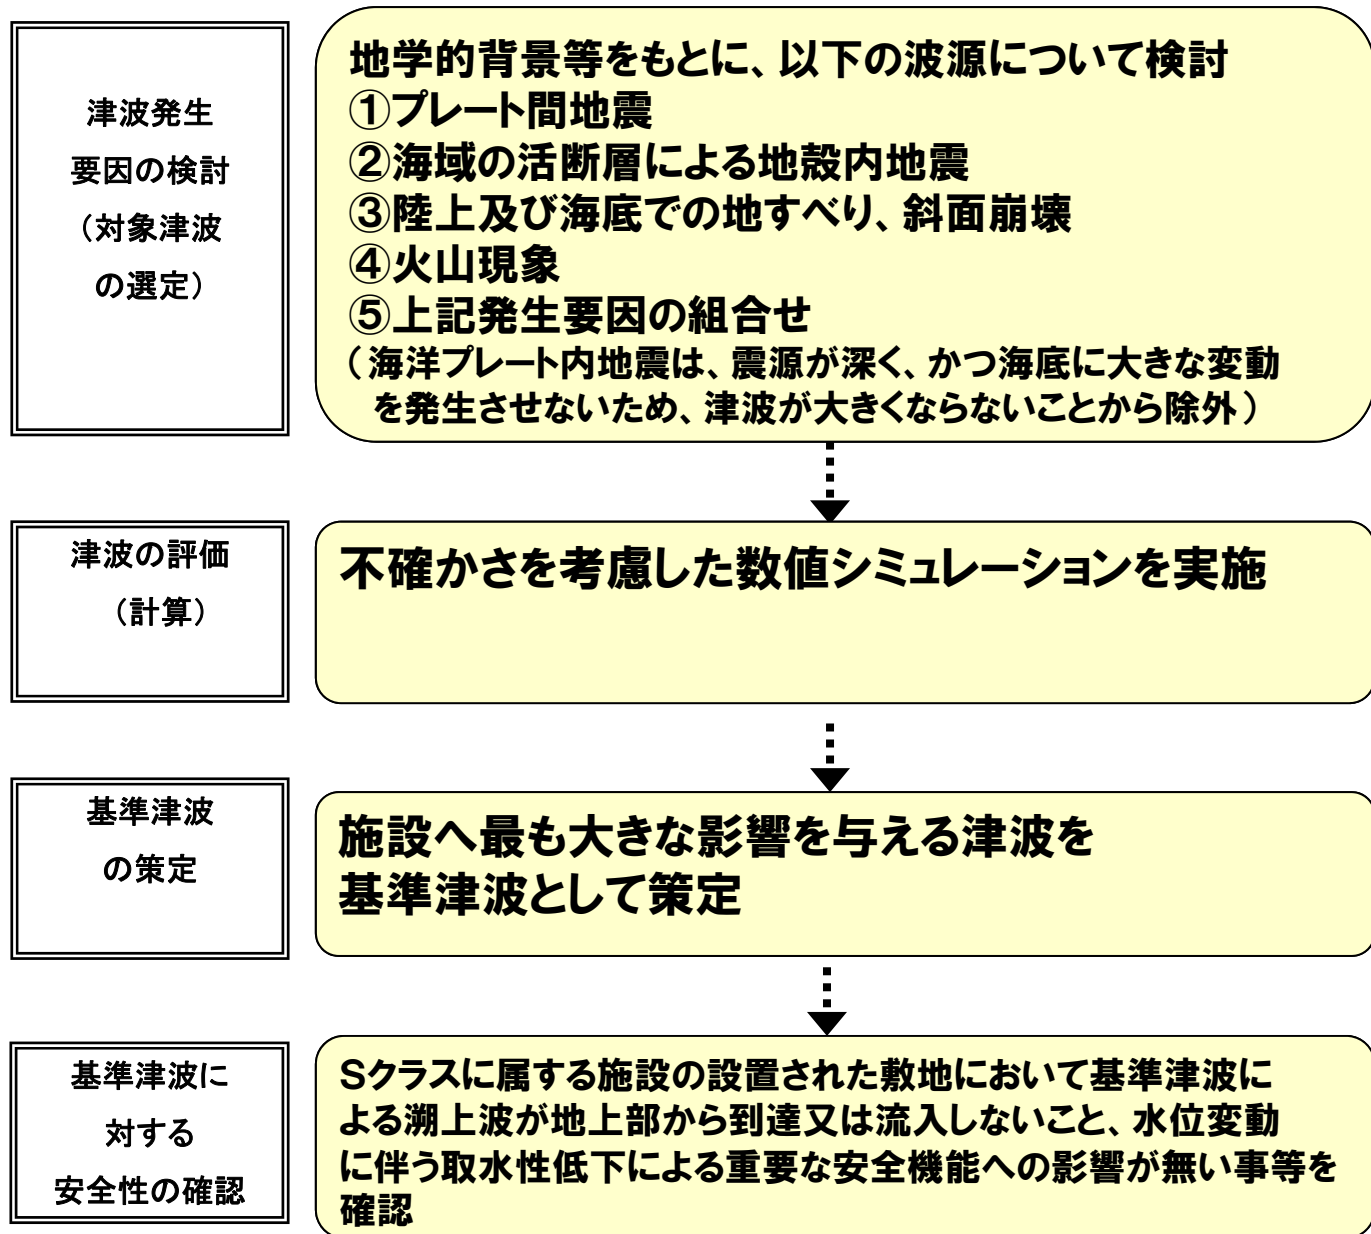 津波発生
要因の検討
（対象津波
の選定）
地学的背景等をもとに、以下の波源について検討
①プレート間地震
②海域の活断層による地殻内地震
③陸上及び海底での地すべり、斜面崩壊
④火山現象
⑤上記発生要因の組合せ
（海洋プレート内地震は、震源が深く、かつ海底に大きな変動
を発生させないため、津波が大きくならないことから除外）
津波の評価
（計算）
不確かさを考慮した数値シミュレーションを実施
基準津波
の策定
施設へ最も大きな影響を与える津波を
基準津波として策定
基準津波に
対する
安全性の確認
Sクラスに属する施設の設置された敷地において基準津波に
よる遡上波が地上部から到達又は流入しないこと、水位変動
に伴う取水性低下による重要な安全機能への影響が無い事等を
確認